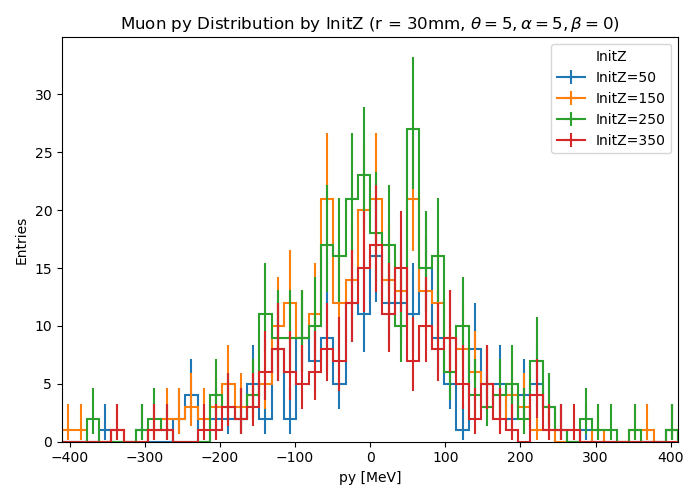 Muon py Distribution by InitZ (r = 30mm, θ = 5, α = 5, β = 0)
InitZ
InitZ=50
InitZ=150
InitZ=250
InitZ=350
Entries
30
25
20
15
10
5
0
−400 −300 −200 −100 0 100 200 300 400
py [MeV]